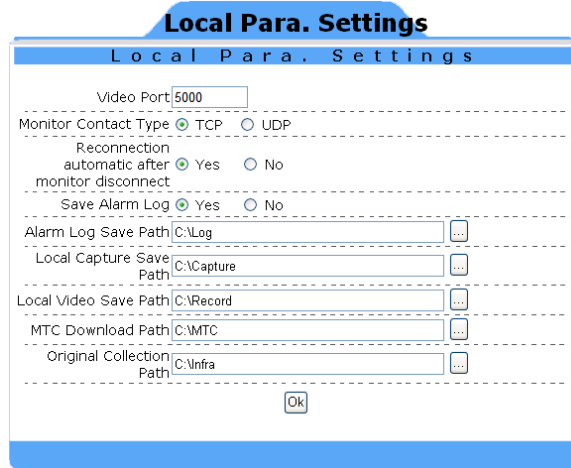 Local Para. Settings
Local Para. Settings
Video Port 5000
Monitor Contact Type TCP UDP
Reconnection
automatic after Yes No
monitor disconnect
Save Alarm Log Yes No
Alarm Log Save Path C:\Log ...
Local Capture Save
Path C:\Capture ...
Local Video Save Path C:\Record ...
MTC Download Path C:\MTC ...
Original Collection
Path C:\Infra ...
Ok